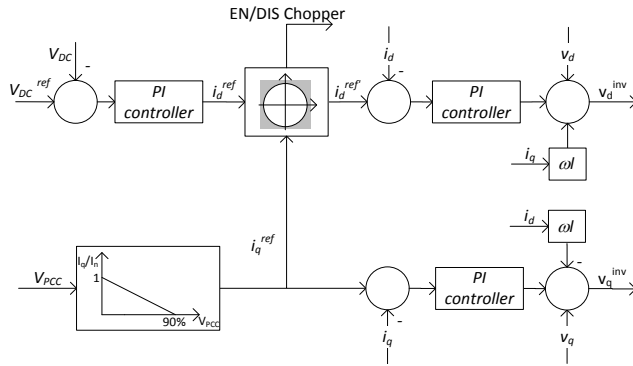 EN/DIS Chopper
V_DC
-
i_d
-
v_d
V_DC^ref
PI controller
i_d^ref
i_d^ref'
PI controller
v_d^inv
i_q
ωl
i_d
ωl
i_q^ref
-
V_PCC
I_q/I_n
1
90%
V_PCC
PI controller
v_q^inv
-
i_q
v_q